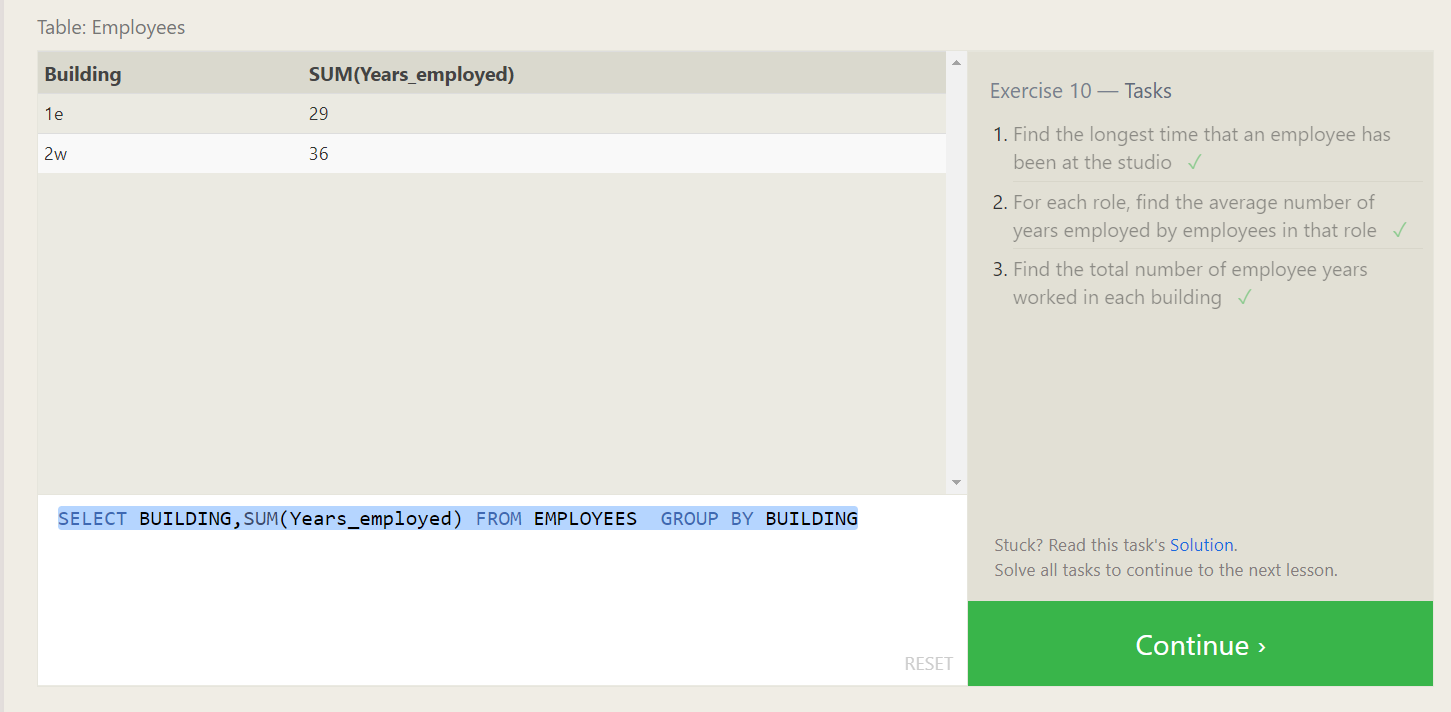 Table: Employees
Building SUM(Years_employed)
1e 29
2w 36
SELECT BUILDING,SUM(Years_employed) FROM EMPLOYEES  GROUP BY BUILDING
RESET
Exercise 10 — Tasks
1. Find the longest time that an employee has
been at the studio ✓
2. For each role, find the average number of
years employed by employees in that role ✓
3. Find the total number of employee years
worked in each building ✓
Stuck? Read this task's Solution.
Solve all tasks to continue to the next lesson.
Continue ›